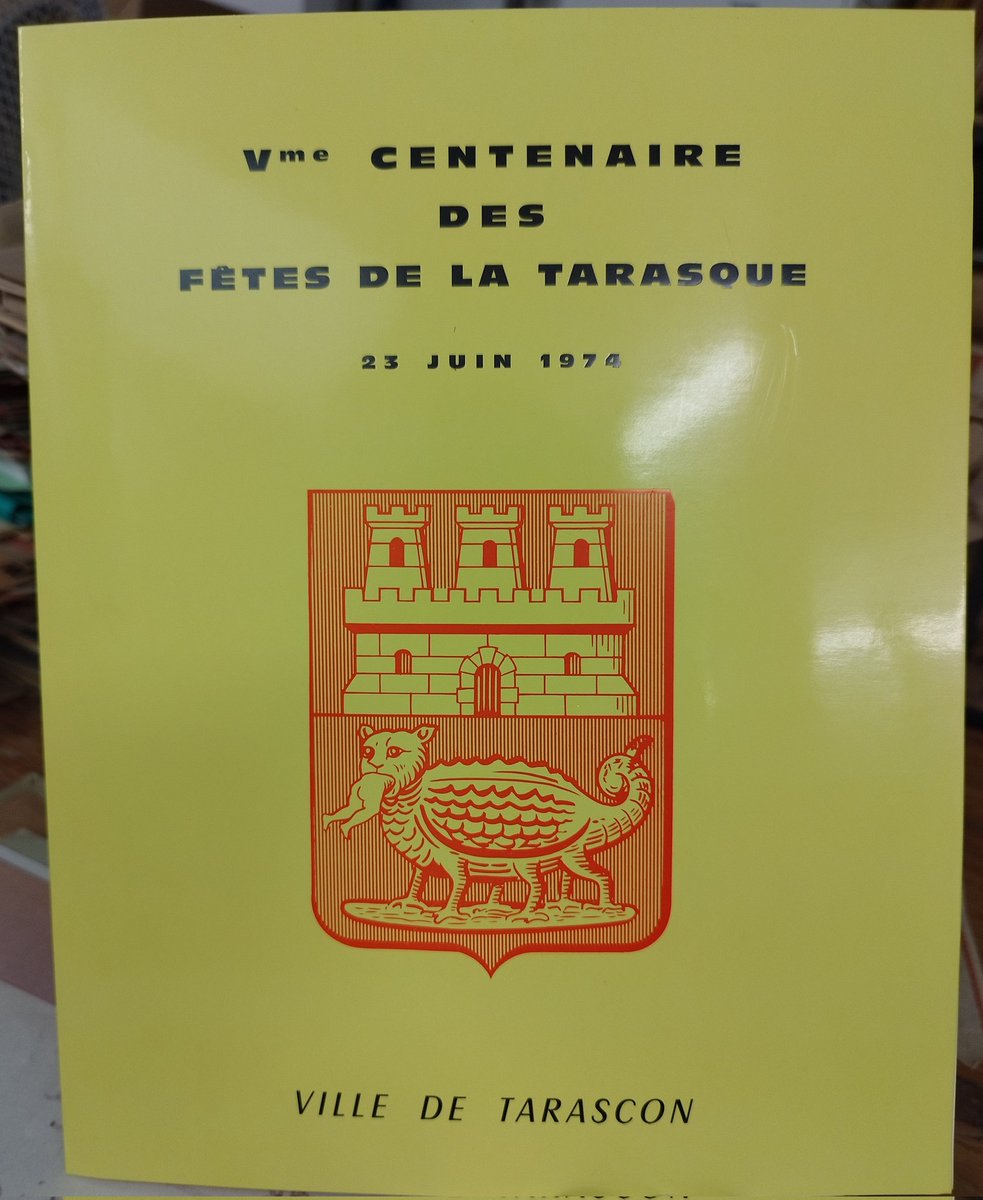 Vme CENTENAIRE
DES
FÊTES DE LA TARASQUE
23 JUIN 1974
VILLE DE TARASCON